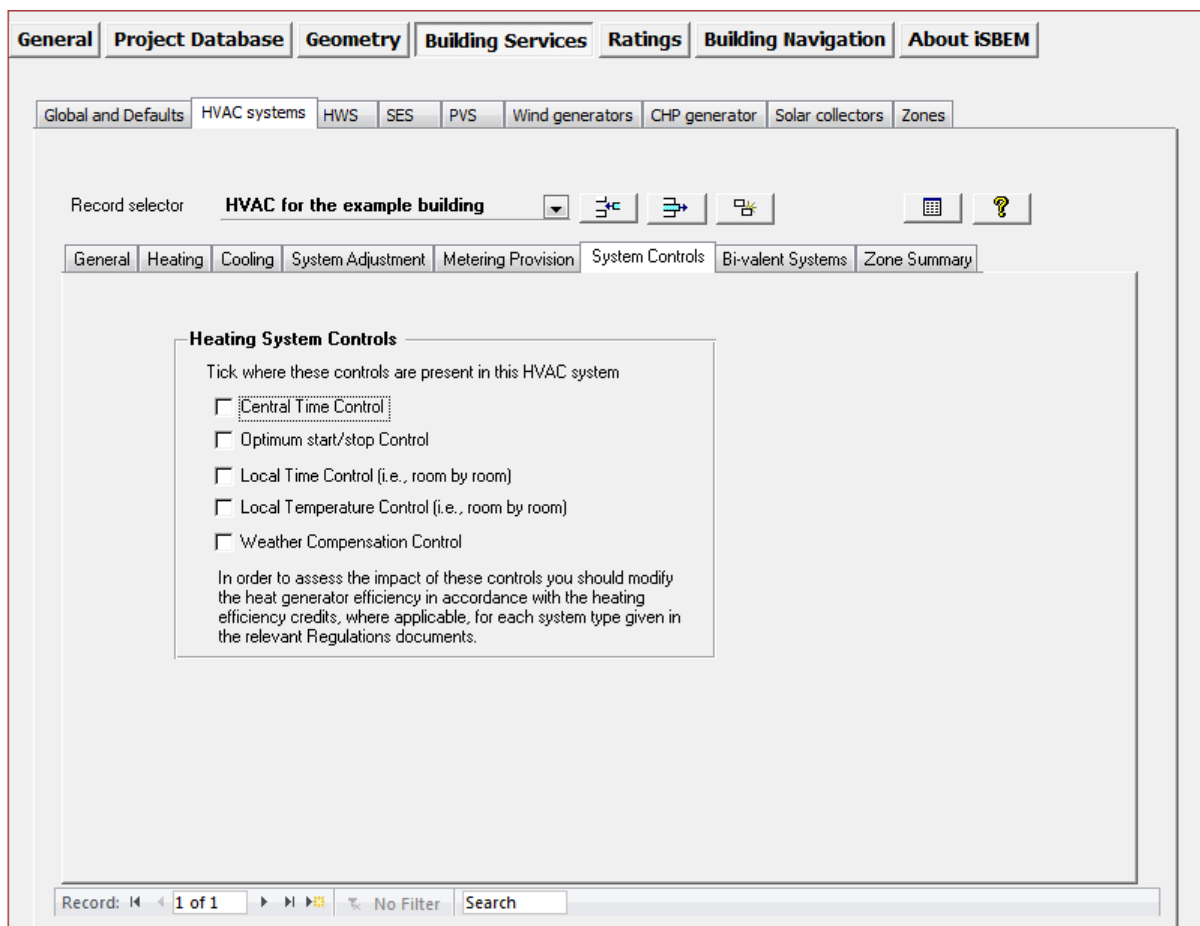 General Project Database Geometry Building Services Ratings Building Navigation About iSBEM
Global and Defaults HVAC systems HWS SES PVS Wind generators CHP generator Solar collectors Zones
Record selector HVAC for the example building
General Heating Cooling System Adjustment Metering Provision System Controls Bi-valent Systems Zone Summary
Heating System Controls
Tick where these controls are present in this HVAC system
Central Time Control
Optimum start/stop Control
Local Time Control (i.e., room by room)
Local Temperature Control (i.e., room by room)
Weather Compensation Control
In order to assess the impact of these controls you should modify
the heat generator efficiency in accordance with the heating
efficiency credits, where applicable, for each system type given in
the relevant Regulations documents.
Record: 1 of 1 No Filter Search